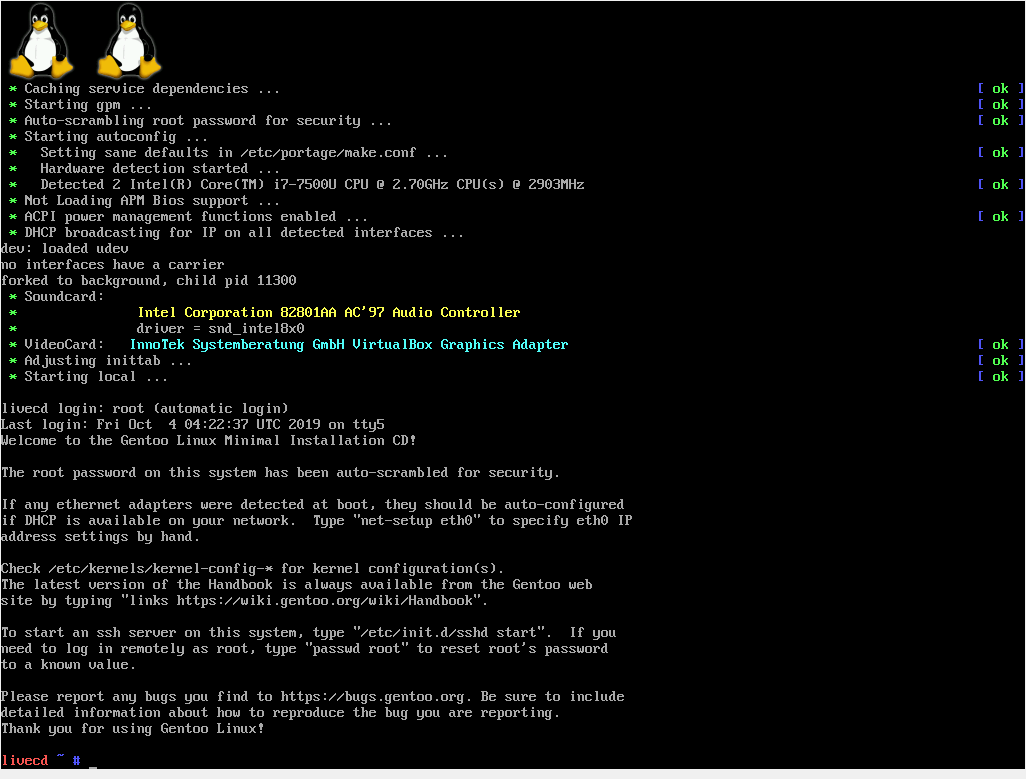 * Caching service dependencies ... [ ok ]
* Starting gpm ... [ ok ]
* Auto-scrambling root password for security ... [ ok ]
* Starting autoconfig ...
*   Setting sane defaults in /etc/portage/make.conf ... [ ok ]
*   Hardware detection started ...
*   Detected 2 Intel(R) Core(TM) i7-7500U CPU @ 2.70GHz CPU(s) @ 2903MHz [ ok ]
* Not Loading APM Bios support ...
* ACPI power management functions enabled ... [ ok ]
* DHCP broadcasting for IP on all detected interfaces ...
dev: loaded udev
no interfaces have a carrier
forked to background, child pid 11300
* Soundcard:
*               Intel Corporation 82801AA AC'97 Audio Controller
*               driver = snd_intel8x0
* VideoCard:   InnoTek Systemberatung GmbH VirtualBox Graphics Adapter [ ok ]
* Adjusting inittab ... [ ok ]
* Starting local ... [ ok ]
livecd login: root (automatic login)
Last login: Fri Oct  4 04:22:37 UTC 2019 on tty5
Welcome to the Gentoo Linux Minimal Installation CD!
The root password on this system has been auto-scrambled for security.
If any ethernet adapters were detected at boot, they should be auto-configured
if DHCP is available on your network.  Type "net-setup eth0" to specify eth0 IP
address settings by hand.
Check /etc/kernels/kernel-config-* for kernel configuration(s).
The latest version of the Handbook is always available from the Gentoo web
site by typing "links https://wiki.gentoo.org/wiki/Handbook".
To start an ssh server on this system, type "/etc/init.d/sshd start".  If you
need to log in remotely as root, type "passwd root" to reset root's password
to a known value.
Please report any bugs you find to https://bugs.gentoo.org. Be sure to include
detailed information about how to reproduce the bug you are reporting.
Thank you for using Gentoo Linux!
livecd ~ # _